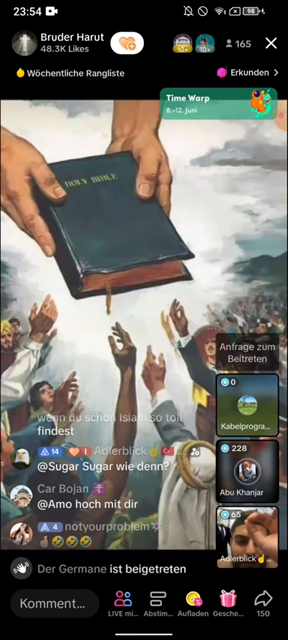 23:54
98
Bruder Harut
48.3K Likes
10+
10+
165
Wöchentliche Rangliste
Erkunden
Time Warp
8.–12. Juni
HOLY BIBLE
Anfrage zum
Beitreten
0
Kabelprogra...
228
Abu Khanjar
65
Adlerblick
wenn du schon Islam so toll
findest
14
1
Adlerblick
@Sugar Sugar wie denn?
Car Bojan
@Amo hoch mit dir
4
notyourproblem
Der Germane ist beigetreten
Komment...
LIVE mi...
Abstim...
Aufladen
Gesche...
150